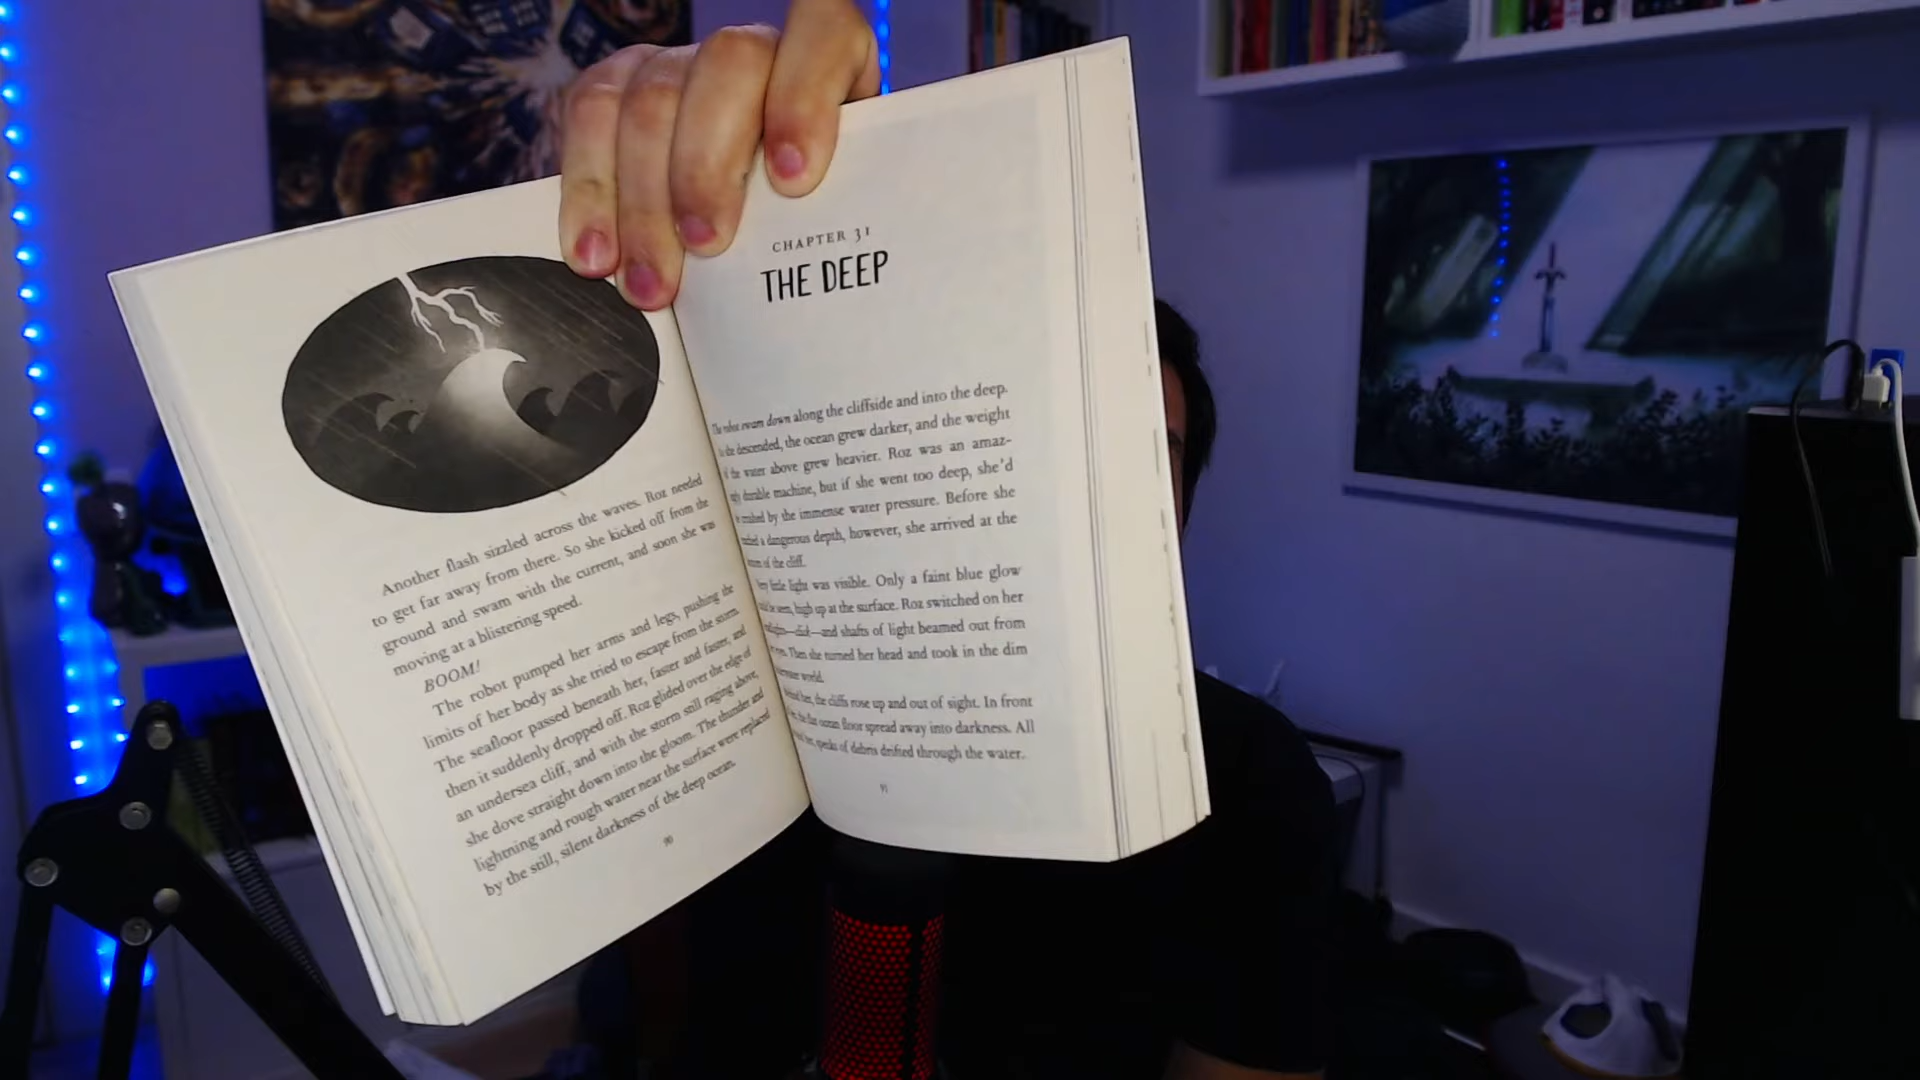 Another flash sizzled across the waves. Roz needed
to get far away from there. So she kicked off from the
ground and swam with the current, and soon she was
moving at a blistering speed.
BOOM!
The robot pumped her arms and legs, pushing the
limits of her body as she tried to escape from the storm.
The seafloor passed beneath her, faster and faster, and
then it suddenly dropped off. Roz glided over the edge of
an undersea cliff, and with the storm still raging above,
she dove straight down into the gloom. The thunder and
lightning and rough water near the surface were replaced
by the still, silent darkness of the deep ocean.
90
CHAPTER 31
THE DEEP
The robot swam down along the cliffside and into the deep.
she descended, the ocean grew darker, and the weight
the water above grew heavier. Roz was an amaz-
durable machine, but if she went too deep, she'd
crushed by the immense water pressure. Before she
a dangerous depth, however, she arrived at the
of the cliff.
little light was visible. Only a faint blue glow
be seen, high up at the surface. Roz switched on her
—click—and shafts of light beamed out from
eyes. Then she turned her head and took in the dim
world.
her, the cliffs rose up and out of sight. In front
the flat ocean floor spread away into darkness. All
her, specks of debris drifted through the water.
91